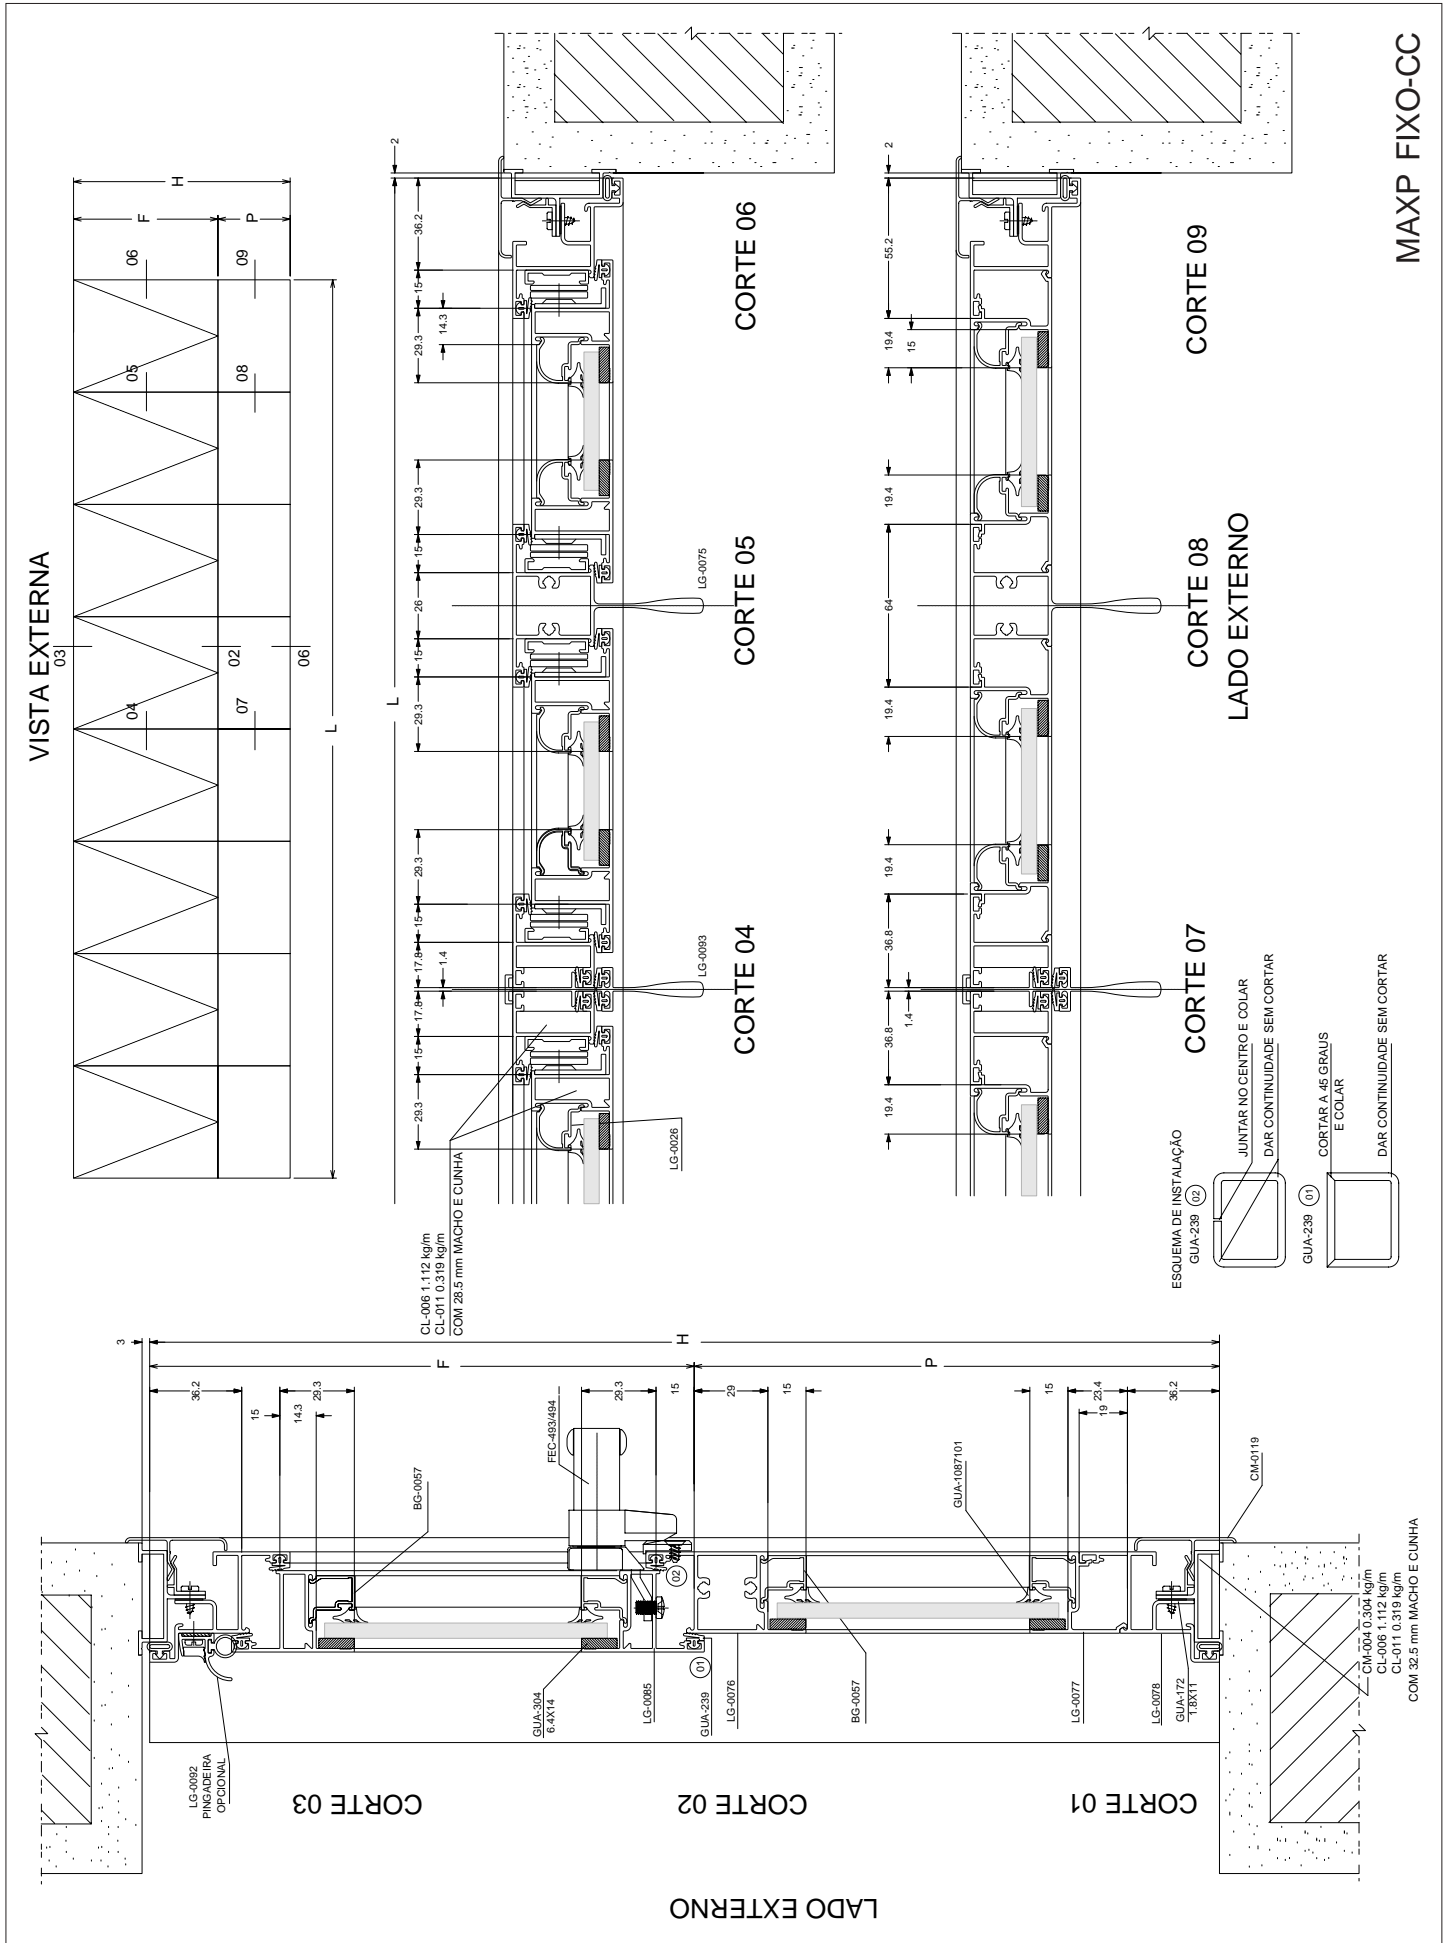 VISTA EXTERNA
03
02
06
04
05
06
07
08
09
L
F
P
H
L
36.2
2
15
14.3
29.3
29.3
15
26
15
29.3
29.3
15
17.8
1.4
17.8
15
29.3
LG-0075
LG-0093
LG-0026
CL-006 1.112 kg/m
CL-011 0.319 kg/m
COM 28.5 mm MACHO E CUNHA
CORTE 04
CORTE 05
CORTE 06
2
55.2
19.4
15
19.4
64
19.4
19.4
36.8
1.4
36.8
19.4
CORTE 07
CORTE 08
LADO EXTERNO
CORTE 09
ESQUEMA DE INSTALAÇÃO
GUA-239 02
JUNTAR NO CENTRO E COLAR
DAR CONTINUIDADE SEM CORTAR
GUA-239 01
CORTAR A 45 GRAUS
E COLAR
DAR CONTINUIDADE SEM CORTAR
3
H
F
P
36.2
15
29.3
14.3
29.3
15
29
15
15
23.4
19
36.2
BG-0057
FEC-493/494
GUA-1087101
CM-0119
02
01
LG-0092
PINGADEIRA
OPCIONAL
GUA-304
6.4X14
LG-0085
GUA-239
LG-0076
BG-0057
LG-0077
LG-0078
GUA-172
1.8X11
CM-004 0.304 kg/m
CL-006 1.112 kg/m
CL-011 0.319 kg/m
COM 32.5 mm MACHO E CUNHA
CORTE 03
CORTE 02
CORTE 01
LADO EXTERNO
MAXP FIXO-CC